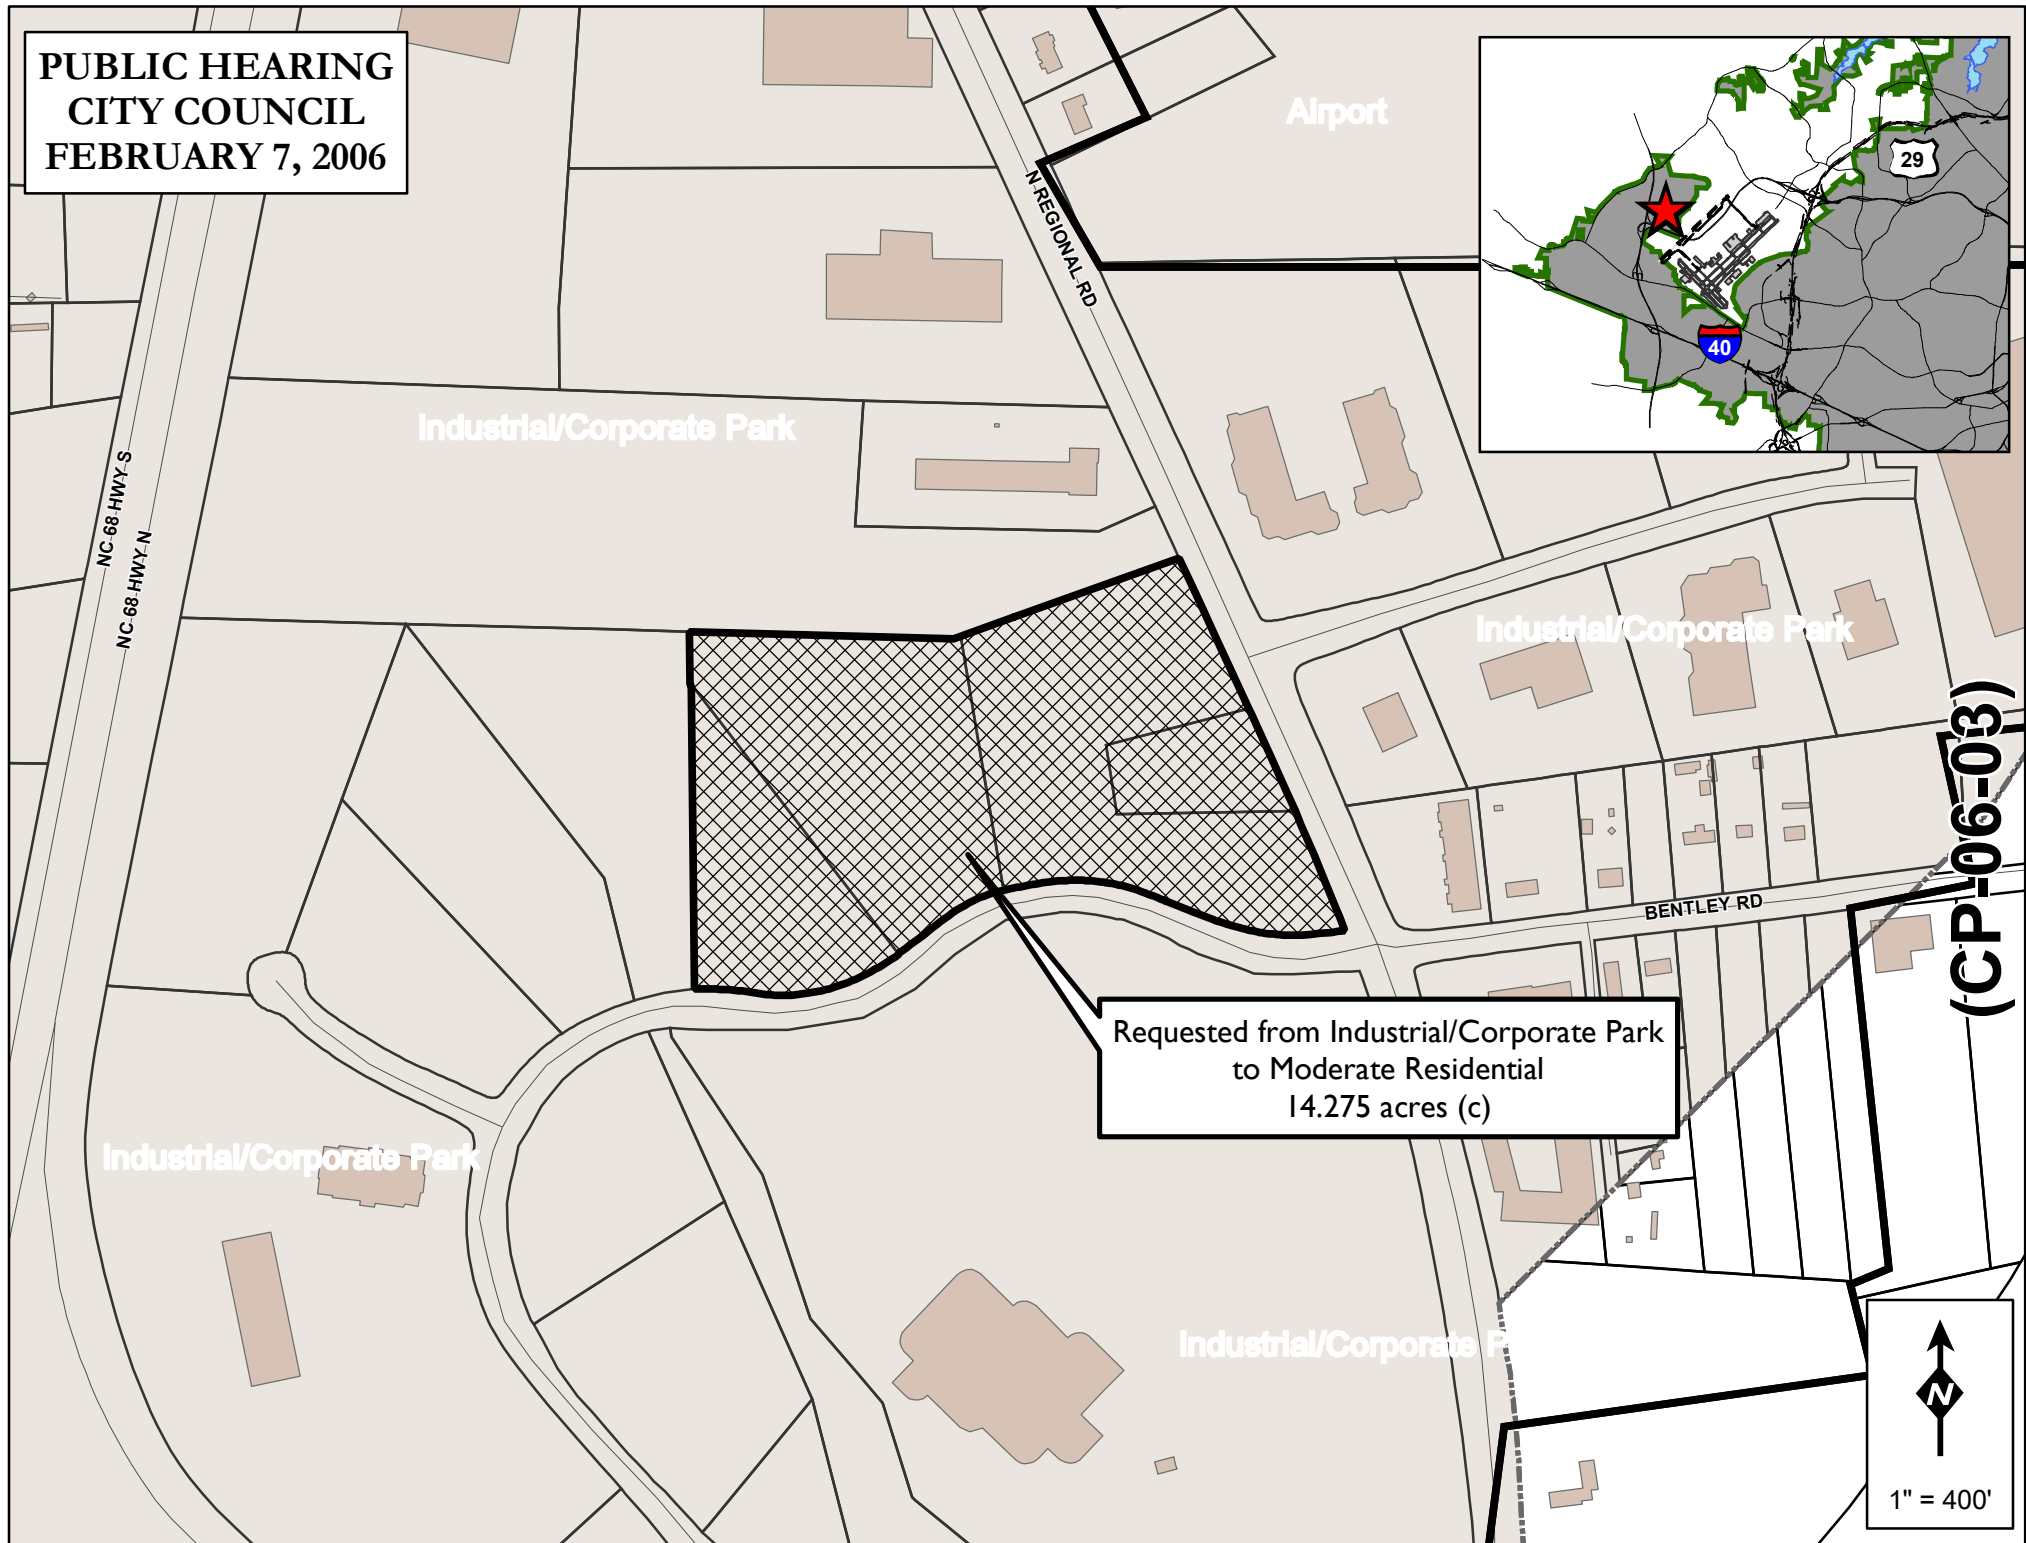 PUBLIC HEARING
CITY COUNCIL
FEBRUARY 7, 2006
Airport
29
40
N REGIONAL RD
Industrial/Corporate Park
NC 68 HWY S
NC 68 HWY N
Industrial/Corporate Park
(CP-06-03)
BENTLEY RD
Requested from Industrial/Corporate Park
to Moderate Residential
14.275 acres (c)
Industrial/Corporate Park
Industrial/Corporate P
N
1" = 400'